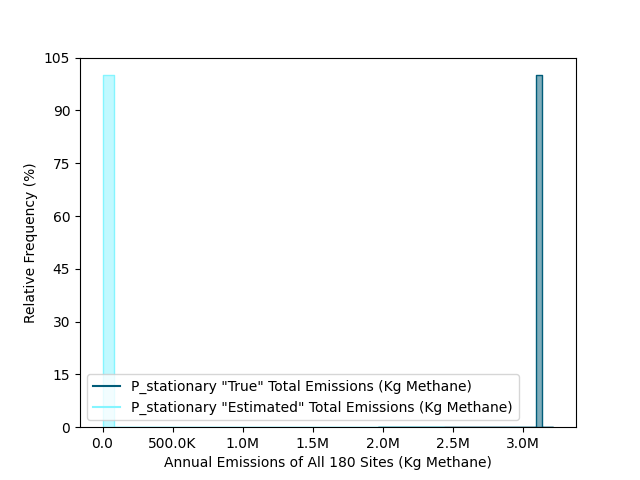 105
90
75
60
45
30
15
0
Relative Frequency (%)
P_stationary "True" Total Emissions (Kg Methane)
P_stationary "Estimated" Total Emissions (Kg Methane)
0.0 500.0K 1.0M 1.5M 2.0M 2.5M 3.0M
Annual Emissions of All 180 Sites (Kg Methane)